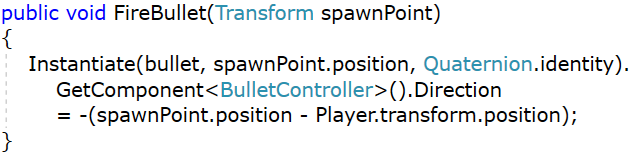 public void FireBullet(Transform spawnPoint)
{
Instantiate(bullet, spawnPoint.position, Quaternion.identity).
GetComponent<BulletController>().Direction
= -(spawnPoint.position - Player.transform.position);
}